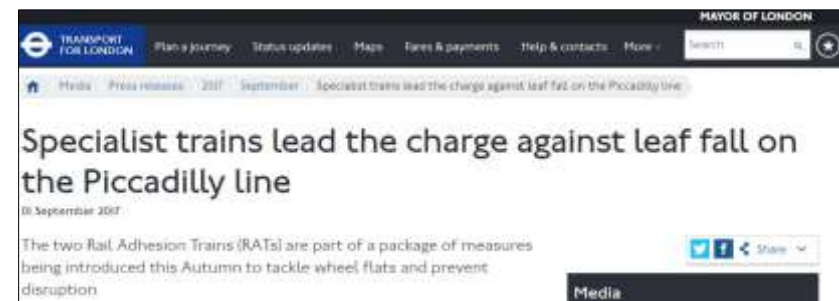 MAYOR OF LONDON
TRANSPORT
FOR LONDON
Plan a journey Status updates Maps Fares & payments Help & contacts More
Search
Media Press releases 2017 September Specialist trains lead the charge against leaf fall on the Piccadilly line
Specialist trains lead the charge against leaf fall on
the Piccadilly line
01 September 2017
The two Rail Adhesion Trains (RATs) are part of a package of measures
being introduced this Autumn to tackle wheel flats and prevent
disruption
Share
Media